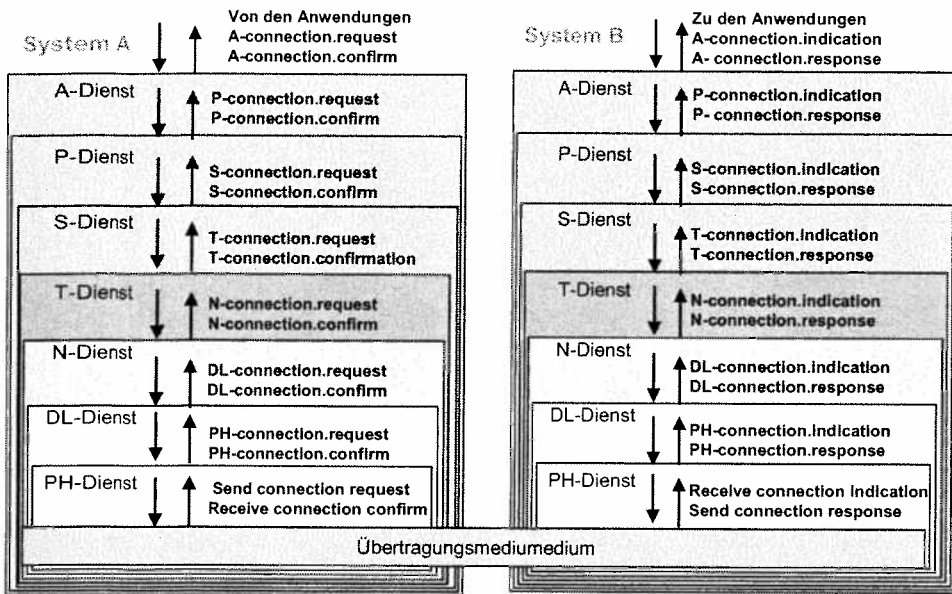 System A
Von den Anwendungen
A-connection.request
A-connection.confirm
A-Dienst
P-connection.request
P-connection.confirm
P-Dienst
S-connection.request
S-connection.confirm
S-Dienst
T-connection.request
T-connection.confirmation
T-Dienst
N-connection.request
N-connection.confirm
N-Dienst
DL-connection.request
DL-connection.confirm
DL-Dienst
PH-connection.request
PH-connection.confirm
PH-Dienst
Send connection request
Receive connection confirm
System B
Zu den Anwendungen
A-connection.indication
A- connection.response
A-Dienst
P-connection.indication
P- connection.response
P-Dienst
S-connection.indication
S-connection.response
S-Dienst
T-connection.indication
T-connection.response
T-Dienst
N-connection.indication
N-connection.response
N-Dienst
DL-connection.indication
DL-connection.response
DL-Dienst
PH-connection.indication
PH-connection.response
PH-Dienst
Receive connection indication
Send connection response
Übertragungsmediumedium